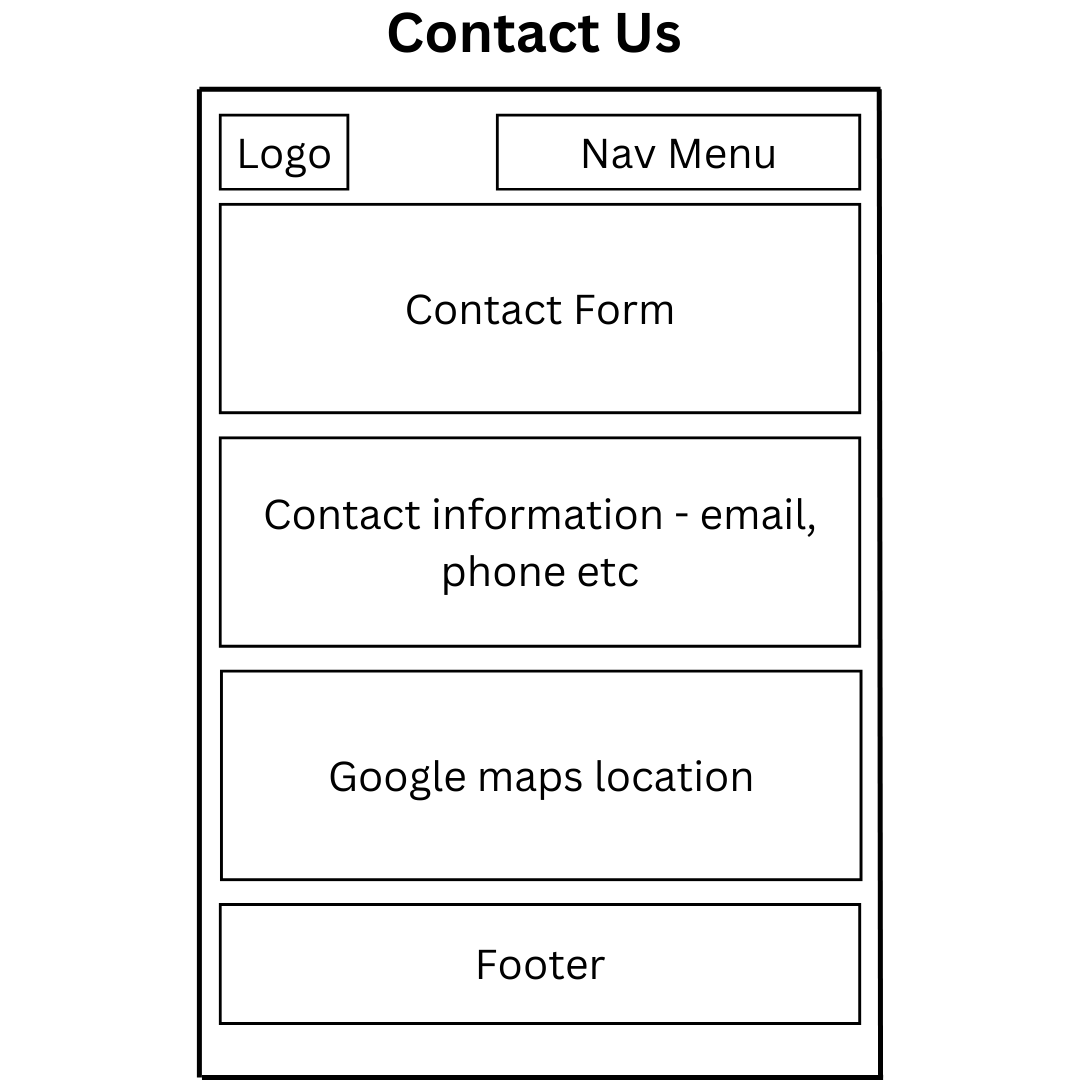 Contact Us
Logo
Nav Menu
Contact Form
Contact information - email,
phone etc
Google maps location
Footer